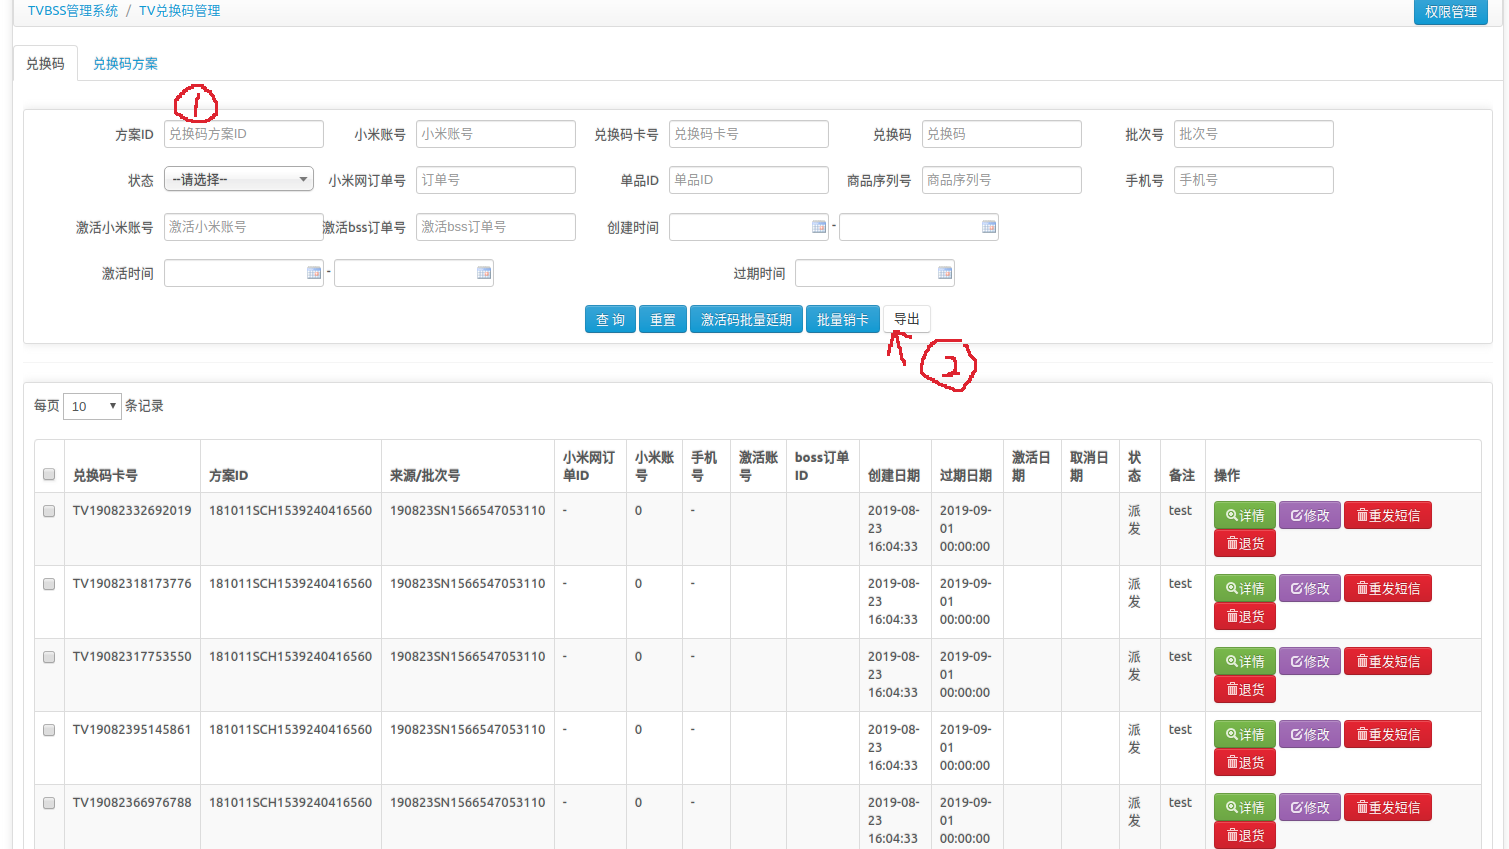 TVBSS管理系统 / TV兑换码管理 权限管理
兑换码 兑换码方案
1
方案ID 兑换码方案ID 小米账号 小米账号 兑换码卡号 兑换码卡号 兑换码 兑换码 批次号 批次号
状态 --请选择-- 小米网订单号 订单号 单品ID 单品ID 商品序列号 商品序列号 手机号 手机号
激活小米账号 激活小米账号 激活bss订单号 激活bss订单号 创建时间 -
激活时间 - 过期时间
查 询 重置 激活码批量延期 批量销卡 导出
2
每页 10 条记录
兑换码卡号 方案ID 来源/批次号 小米网订单ID 小米账号 手机号 激活账号 boss订单ID 创建日期 过期日期 激活日期 取消日期 状态 备注 操作
TV19082332692019 181011SCH1539240416560 190823SN1566547053110 - 0 - 2019-08-23 16:04:33 2019-09-01 00:00:00 派发 test 详情 修改 重发短信 退货
TV19082318173776 181011SCH1539240416560 190823SN1566547053110 - 0 - 2019-08-23 16:04:33 2019-09-01 00:00:00 派发 test 详情 修改 重发短信 退货
TV19082317753550 181011SCH1539240416560 190823SN1566547053110 - 0 - 2019-08-23 16:04:33 2019-09-01 00:00:00 派发 test 详情 修改 重发短信 退货
TV19082395145861 181011SCH1539240416560 190823SN1566547053110 - 0 - 2019-08-23 16:04:33 2019-09-01 00:00:00 派发 test 详情 修改 重发短信 退货
TV19082366976788 181011SCH1539240416560 190823SN1566547053110 - 0 - 2019-08-23 16:04:33 2019-09-01 00:00:00 派发 test 详情 修改 重发短信 退货